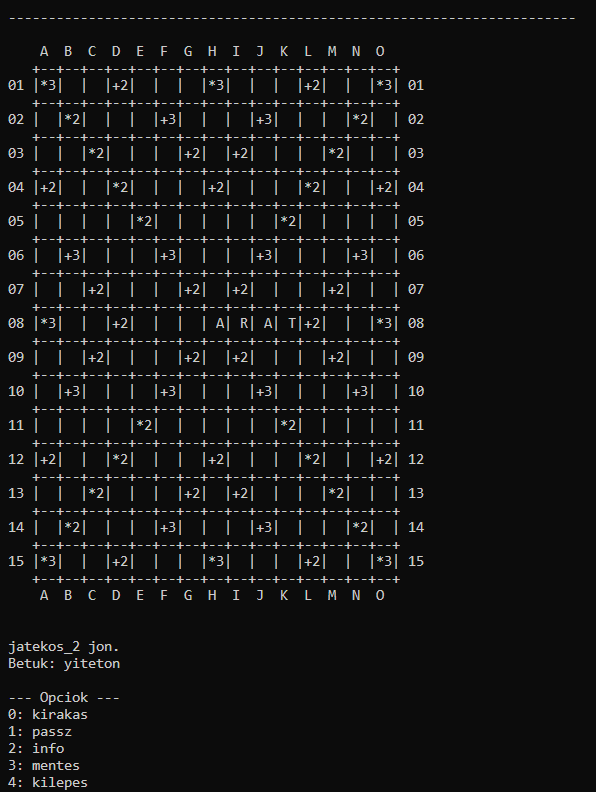 -----------------------------------------------------------------------
A B C D E F G H I J K L M N O
+--+--+--+--+--+--+--+--+--+--+--+--+--+--+--+
01 |*3|  |  |+2|  |  |  |*3|  |  |  |+2|  |  |*3| 01
+--+--+--+--+--+--+--+--+--+--+--+--+--+--+--+
02 |  |*2|  |  |  |+3|  |  |  |+3|  |  |  |*2|  | 02
+--+--+--+--+--+--+--+--+--+--+--+--+--+--+--+
03 |  |  |*2|  |  |  |+2|  |+2|  |  |  |*2|  |  | 03
+--+--+--+--+--+--+--+--+--+--+--+--+--+--+--+
04 |+2|  |  |*2|  |  |  |+2|  |  |  |*2|  |  |+2| 04
+--+--+--+--+--+--+--+--+--+--+--+--+--+--+--+
05 |  |  |  |  |*2|  |  |  |  |  |*2|  |  |  |  | 05
+--+--+--+--+--+--+--+--+--+--+--+--+--+--+--+
06 |  |+3|  |  |  |+3|  |  |  |+3|  |  |  |+3|  | 06
+--+--+--+--+--+--+--+--+--+--+--+--+--+--+--+
07 |  |  |+2|  |  |  |+2|  |+2|  |  |  |+2|  |  | 07
+--+--+--+--+--+--+--+--+--+--+--+--+--+--+--+
08 |*3|  |  |+2|  |  |  | A| R| A| T|+2|  |  |*3| 08
+--+--+--+--+--+--+--+--+--+--+--+--+--+--+--+
09 |  |  |+2|  |  |  |+2|  |+2|  |  |  |+2|  |  | 09
+--+--+--+--+--+--+--+--+--+--+--+--+--+--+--+
10 |  |+3|  |  |  |+3|  |  |  |+3|  |  |  |+3|  | 10
+--+--+--+--+--+--+--+--+--+--+--+--+--+--+--+
11 |  |  |  |  |*2|  |  |  |  |  |*2|  |  |  |  | 11
+--+--+--+--+--+--+--+--+--+--+--+--+--+--+--+
12 |+2|  |  |*2|  |  |  |+2|  |  |  |*2|  |  |+2| 12
+--+--+--+--+--+--+--+--+--+--+--+--+--+--+--+
13 |  |  |*2|  |  |  |+2|  |+2|  |  |  |*2|  |  | 13
+--+--+--+--+--+--+--+--+--+--+--+--+--+--+--+
14 |  |*2|  |  |  |+3|  |  |  |+3|  |  |  |*2|  | 14
+--+--+--+--+--+--+--+--+--+--+--+--+--+--+--+
15 |*3|  |  |+2|  |  |  |*3|  |  |  |+2|  |  |*3| 15
+--+--+--+--+--+--+--+--+--+--+--+--+--+--+--+
A B C D E F G H I J K L M N O
jatekos_2 jon.
Betuk: yiteton
--- Opciok ---
0: kirakas
1: passz
2: info
3: mentes
4: kilepes